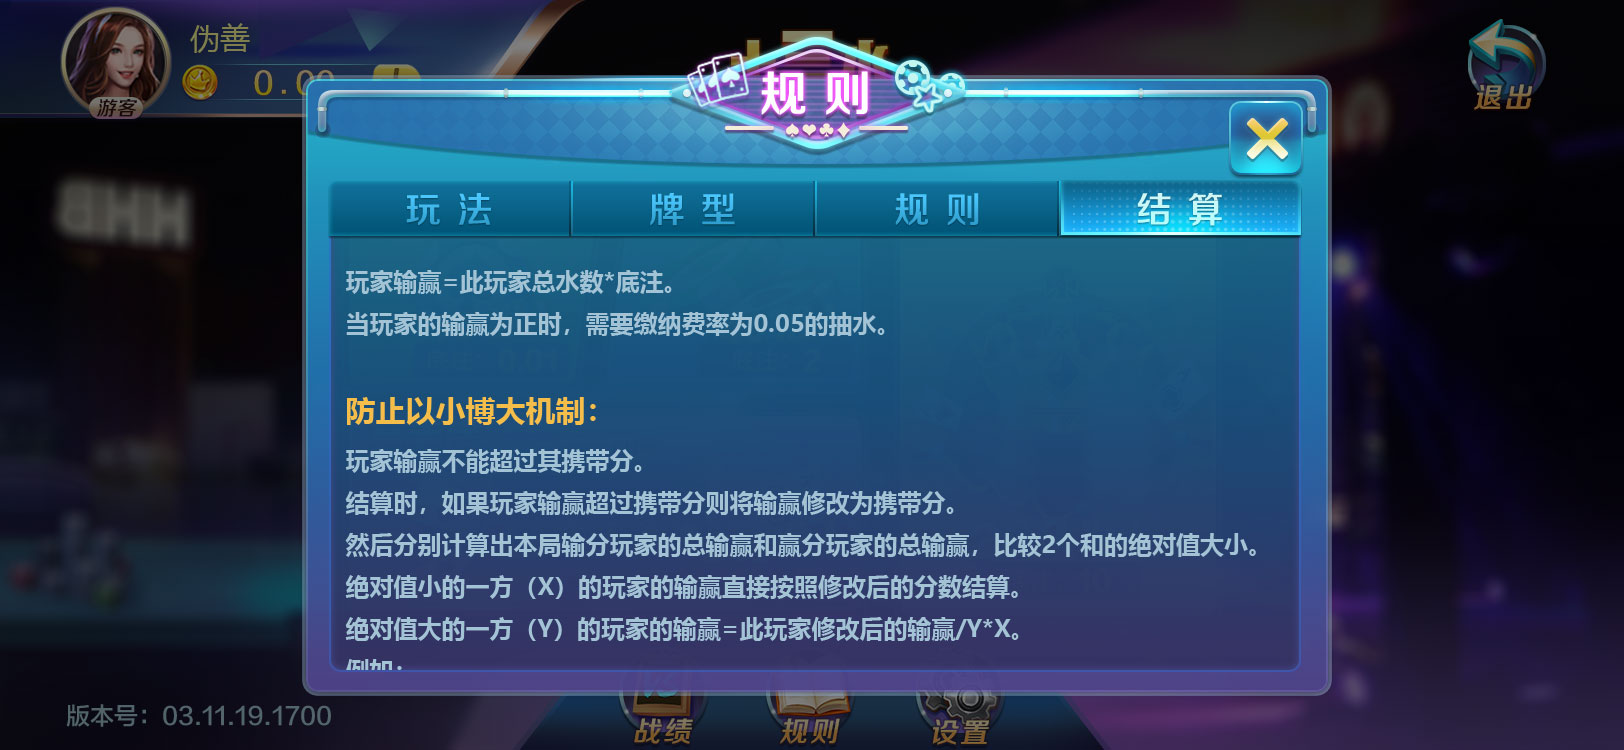 伪善
0.00
游客
退出
规则
玩法
牌型
规则
结算
玩家输赢=此玩家总水数*底注。
当玩家的输赢为正时，需要缴纳费率为0.05的抽水。
防止以小博大机制：
玩家输赢不能超过其携带分。
结算时，如果玩家输赢超过携带分则将输赢修改为携带分。
然后分别计算出本局输分玩家的总输赢和赢分玩家的总输赢，比较2个和的绝对值大小。
绝对值小的一方（X）的玩家的输赢直接按照修改后的分数结算。
绝对值大的一方（Y）的玩家的输赢=此玩家修改后的输赢/Y*X。
例如：
战绩
规则
设置
版本号：03.11.19.1700